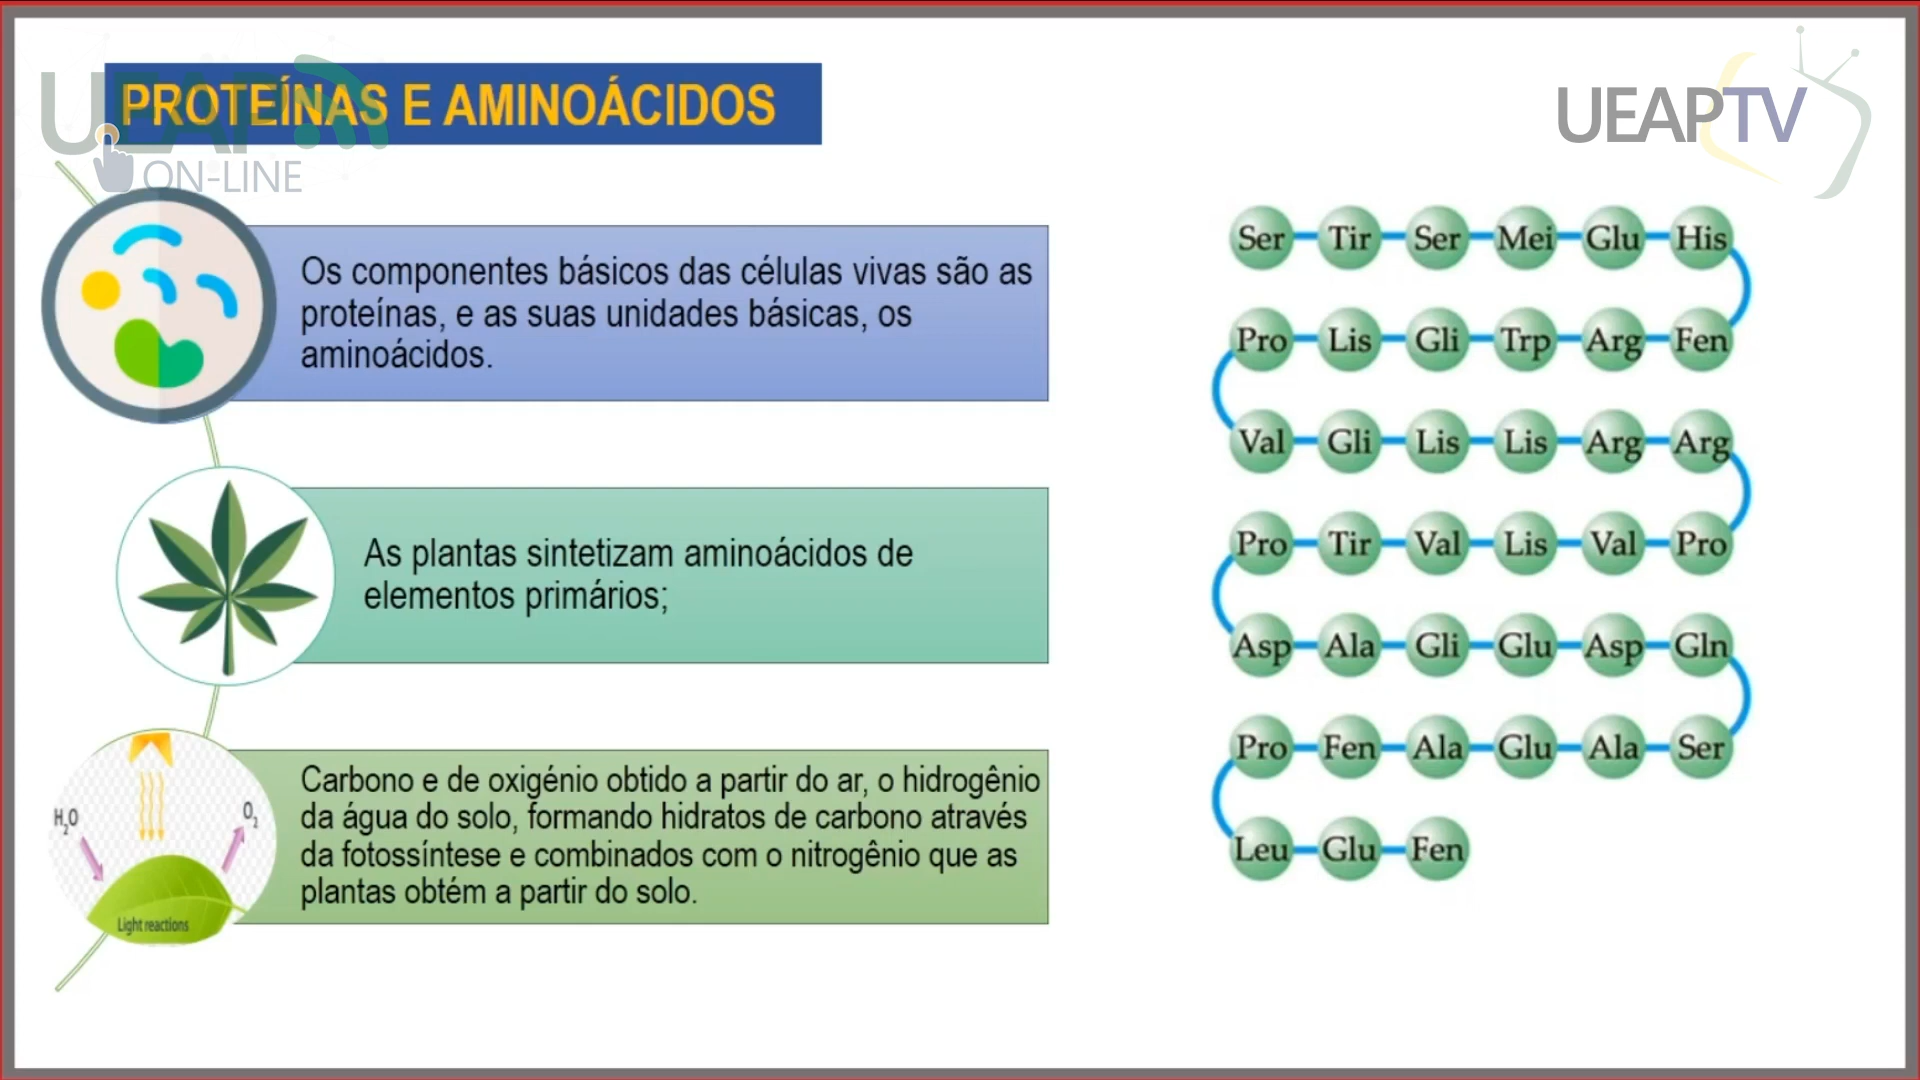 UEAP
ON-LINE
PROTEÍNAS E AMINOÁCIDOS
UEAPTV
Os componentes básicos das células vivas são as
proteínas, e as suas unidades básicas, os
aminoácidos.
As plantas sintetizam aminoácidos de
elementos primários;
H2O
O2
Light reactions
Carbono e de oxigénio obtido a partir do ar, o hidrogênio
da água do solo, formando hidratos de carbono através
da fotossíntese e combinados com o nitrogênio que as
plantas obtém a partir do solo.
Ser Tir Ser Mei Glu His
Pro Lis Gli Trp Arg Fen
Val Gli Lis Lis Arg Arg
Pro Tir Val Lis Val Pro
Asp Ala Gli Glu Asp Gln
Pro Fen Ala Glu Ala Ser
Leu Glu Fen